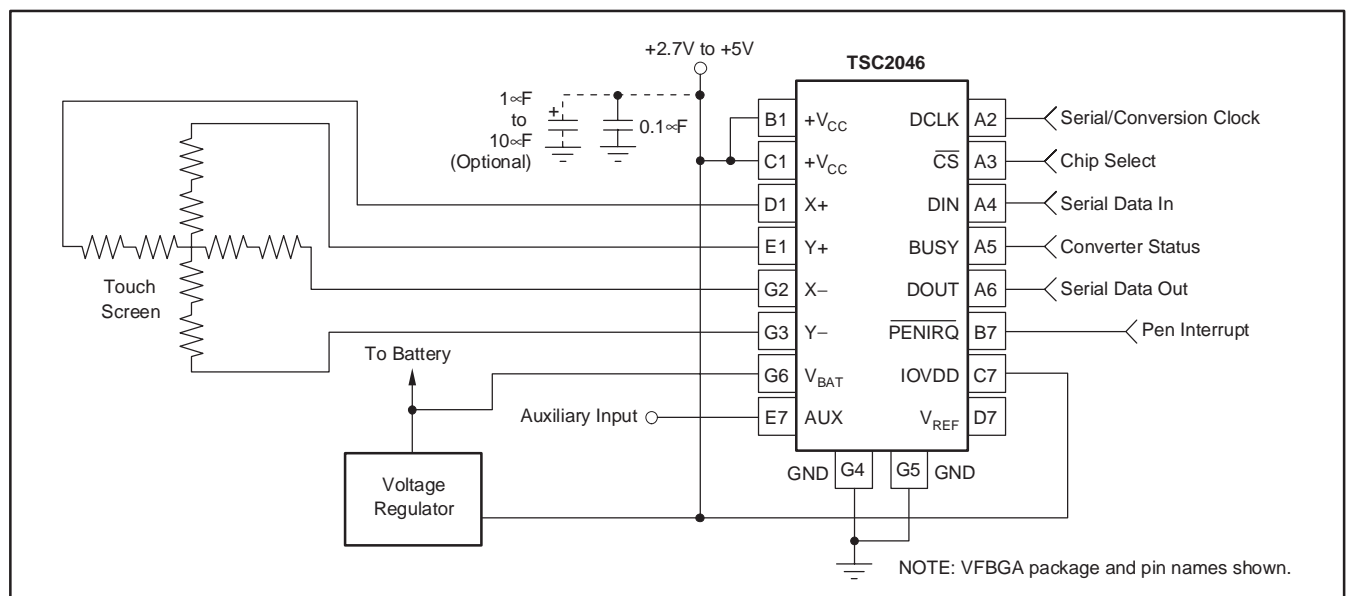 +2.7V to +5V
TSC2046
1∝F
to
10∝F
(Optional)
+
0.1∝F
B1 +VCC DCLK A2 Serial/Conversion Clock
C1 +VCC CS A3 Chip Select
D1 X+ DIN A4 Serial Data In
E1 Y+ BUSY A5 Converter Status
G2 X− DOUT A6 Serial Data Out
G3 Y− PENIRQ B7 Pen Interrupt
G6 VBAT IOVDD C7
E7 AUX VREF D7
Touch
Screen
To Battery
Auxiliary Input
Voltage
Regulator
GND G4 G5 GND
NOTE: VFBGA package and pin names shown.